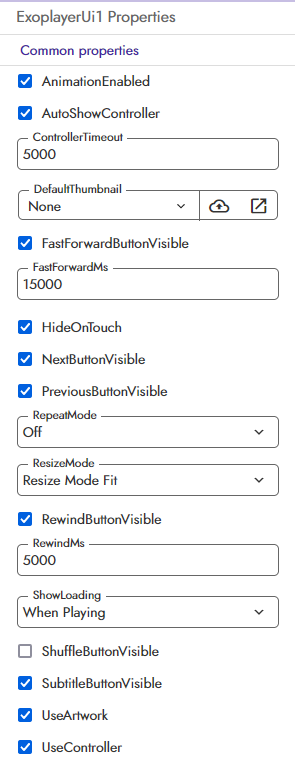 ExoplayerUi1 Properties
Common properties
AnimationEnabled
AutoShowController
ControllerTimeout
5000
DefaultThumbnail
None
FastForwardButtonVisible
FastForwardMs
15000
HideOnTouch
NextButtonVisible
PreviousButtonVisible
RepeatMode
Off
ResizeMode
Resize Mode Fit
RewindButtonVisible
RewindMs
5000
ShowLoading
When Playing
ShuffleButtonVisible
SubtitleButtonVisible
UseArtwork
UseController